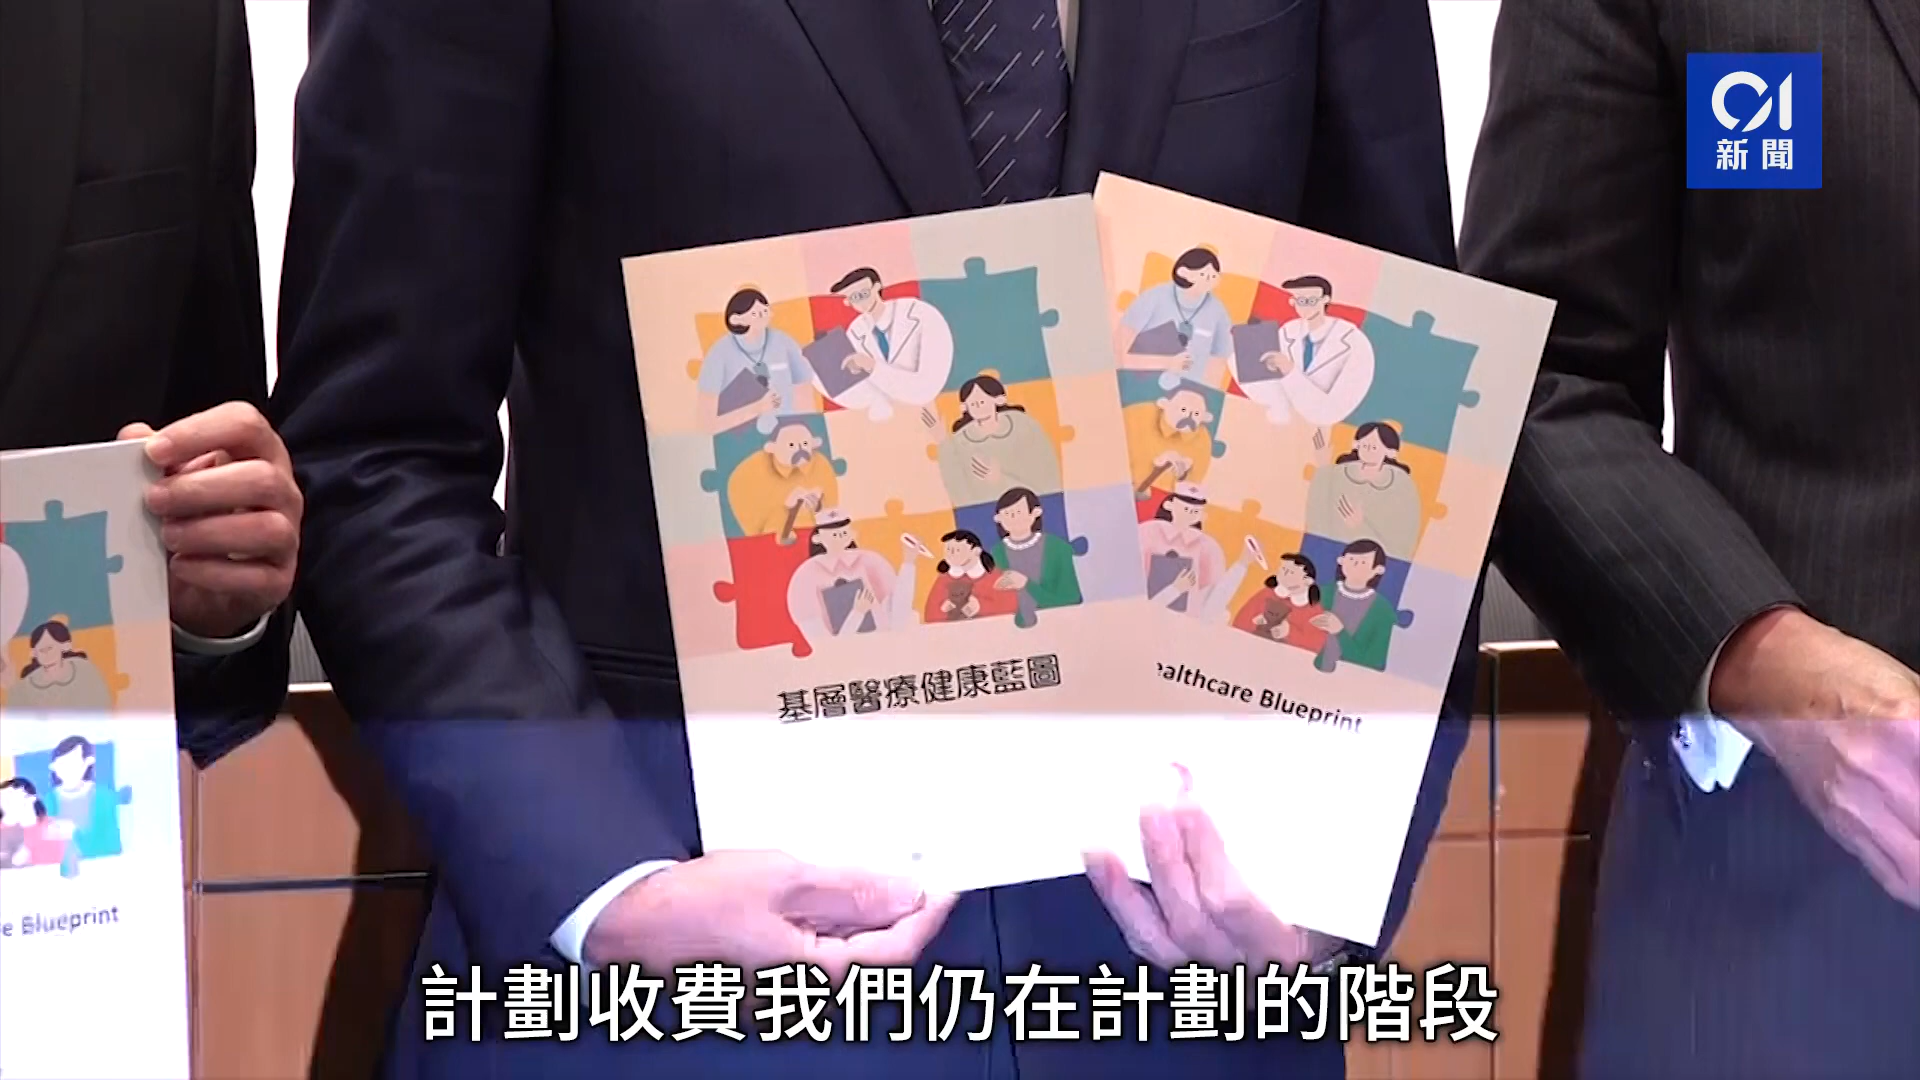 01
新聞
基層醫療健康藍圖
Healthcare Blueprint
e Blueprint
計劃收費我們仍在計劃的階段